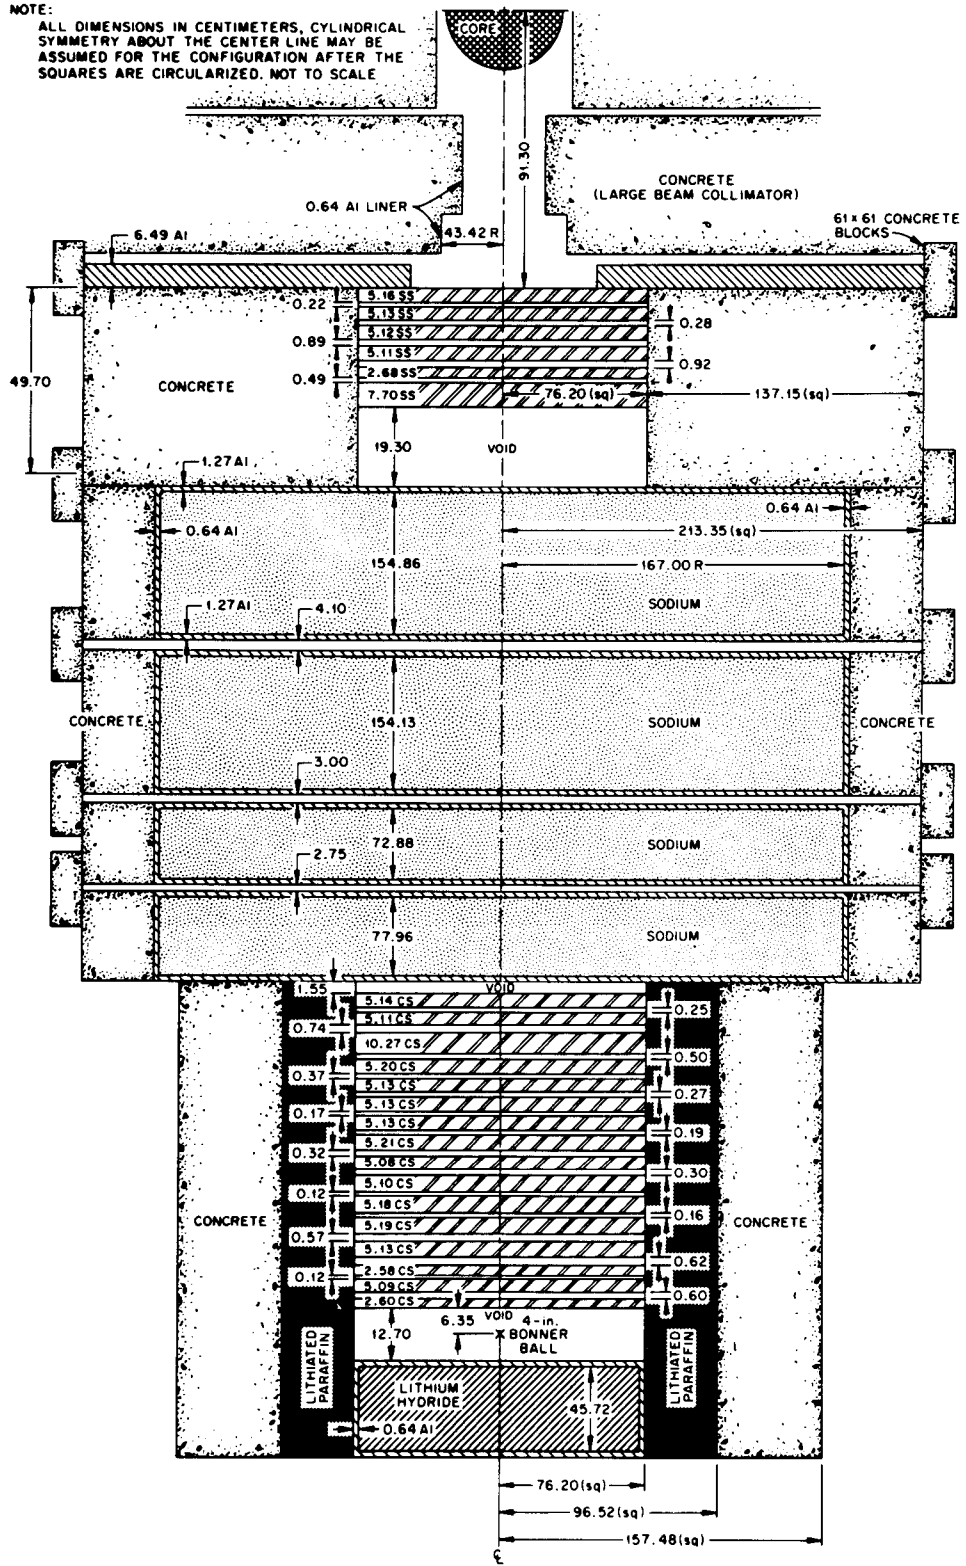 NOTE:
ALL DIMENSIONS IN CENTIMETERS, CYLINDRICAL
SYMMETRY ABOUT THE CENTER LINE MAY BE
ASSUMED FOR THE CONFIGURATION AFTER THE
SQUARES ARE CIRCULARIZED. NOT TO SCALE
CORE
91.30
CONCRETE
(LARGE BEAM COLLIMATOR)
0.64 Al LINER
43.42 R
61 x 61 CONCRETE
BLOCKS
6.49 Al
5.16 SS
0.22
5.13 SS
0.28
5.12 SS
0.89
5.11 SS
0.92
2.68 SS
0.49
7.70 SS
76.20 (sq)
137.15 (sq)
49.70
CONCRETE
19.30
VOID
1.27 Al
0.64 Al
0.64 Al
213.35 (sq)
154.86
167.00 R
SODIUM
1.27 Al
4.10
CONCRETE
154.13
SODIUM
CONCRETE
3.00
72.88
SODIUM
2.75
77.96
SODIUM
1.55
VOID
5.14 CS
0.25
5.11 CS
0.74
10.27 CS
0.50
5.20 CS
0.37
5.13 CS
0.27
5.13 CS
0.17
5.13 CS
0.19
5.21 CS
0.32
5.08 CS
0.30
5.10 CS
0.12
5.18 CS
0.16
CONCRETE
5.19 CS
CONCRETE
0.57
5.13 CS
0.62
2.58 CS
0.12
5.09 CS
0.60
2.60 CS
VOID
6.35
4-in.
BONNER
BALL
12.70
LITHIATED
PARAFFIN
LITHIATED
PARAFFIN
LITHIUM
HYDRIDE
45.72
0.64 Al
76.20 (sq)
96.52 (sq)
157.48 (sq)
℄